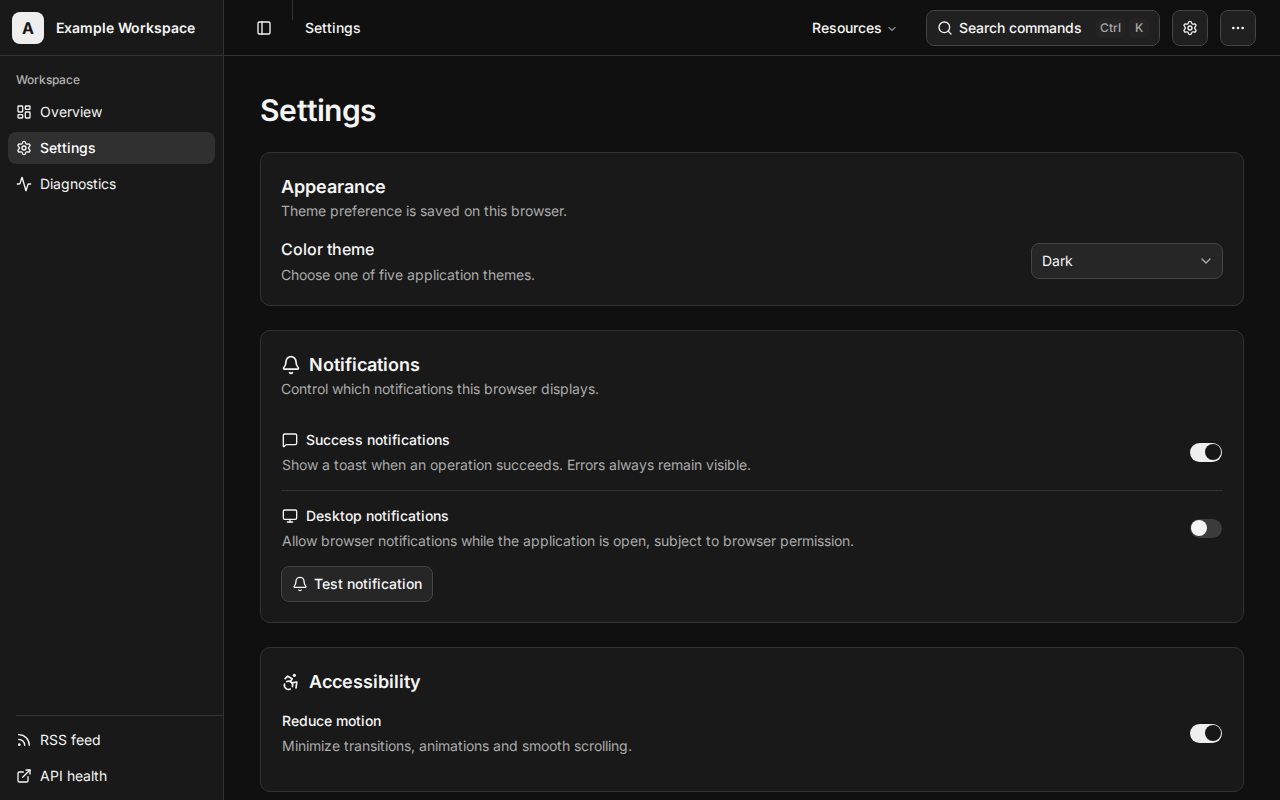 A
Example Workspace
Settings
Resources
Search commands
Ctrl K
Workspace
Overview
Settings
Diagnostics
RSS feed
API health
Settings
Appearance
Theme preference is saved on this browser.
Color theme
Choose one of five application themes.
Dark
Notifications
Control which notifications this browser displays.
Success notifications
Show a toast when an operation succeeds. Errors always remain visible.
Desktop notifications
Allow browser notifications while the application is open, subject to browser permission.
Test notification
Accessibility
Reduce motion
Minimize transitions, animations and smooth scrolling.